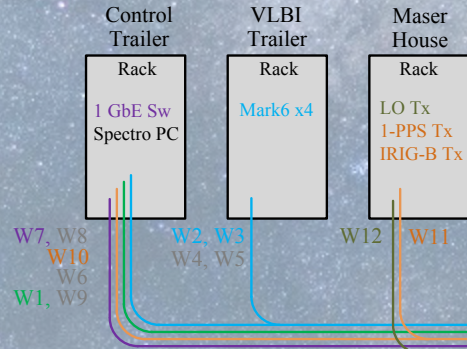 Control
Trailer
Rack
1 GbE Sw
Spectro PC
W7, W8
W10
W6
W1, W9
VLBI
Trailer
Rack
Mark6 x4
W2, W3
W4, W5
Maser
House
Rack
LO Tx
1-PPS Tx
IRIG-B Tx
W12 W11